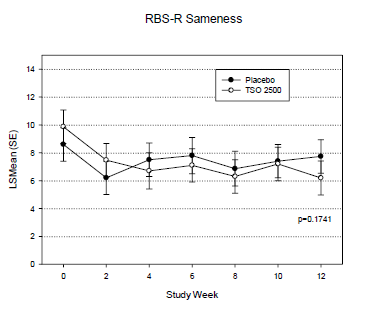 RBS-R Sameness
14
12
10
8
6
4
2
0
LSMean(SE)
Placebo
TSO 2500
p=0.1741
0 2 4 6 8 10 12
Study Week